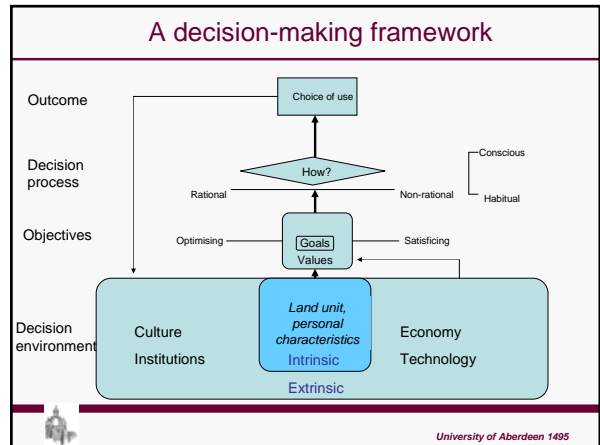 A decision-making framework
Outcome
Choice of use
Decision
process
How?
Conscious
Rational
Non-rational
Habitual
Objectives
Optimising
Goals
Satisficing
Values
Decision
environment
Culture
Institutions
Land unit,
personal
characteristics
Intrinsic
Economy
Technology
Extrinsic
University of Aberdeen 1495